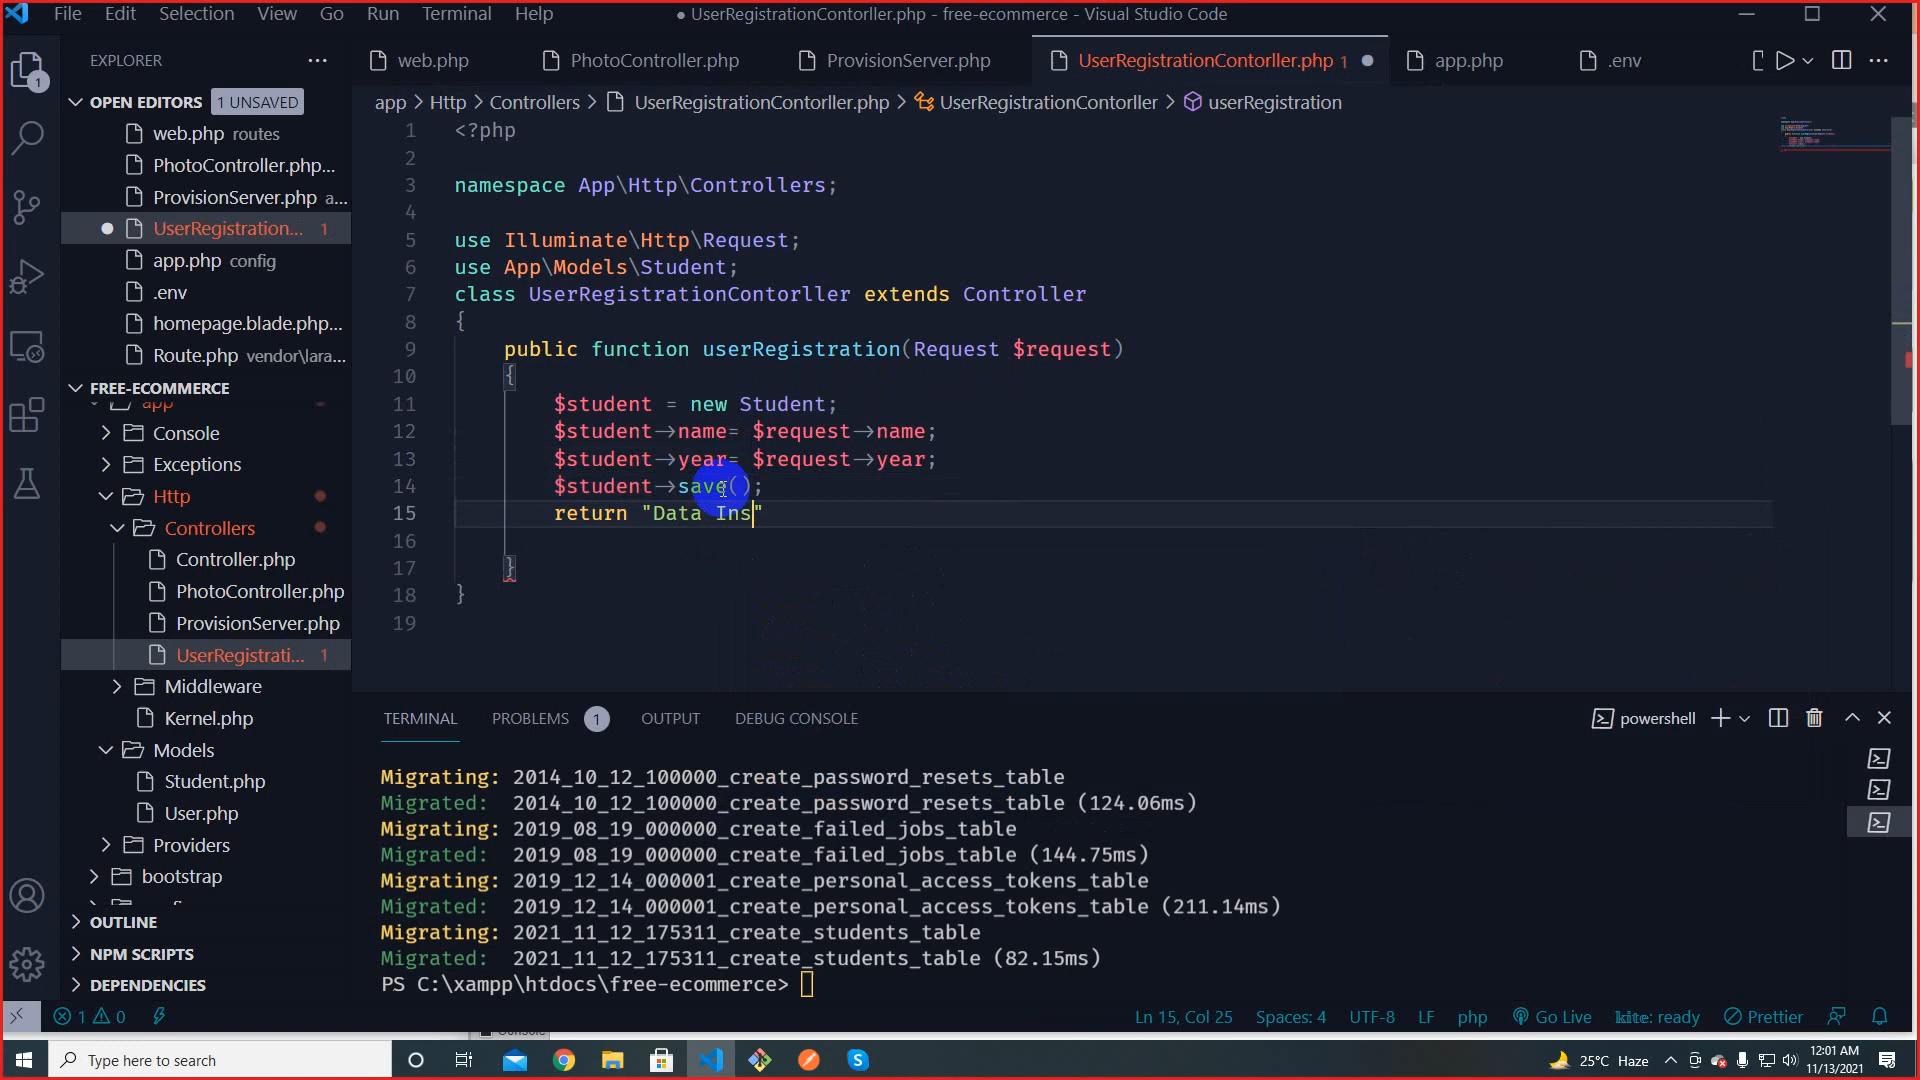 File Edit Selection View Go Run Terminal Help
● UserRegistrationContorller.php - free-ecommerce - Visual Studio Code
EXPLORER
web.php PhotoController.php ProvisionServer.php UserRegistrationContorller.php 1 app.php .env
app > Http > Controllers > UserRegistrationContorller.php > UserRegistrationContorller > userRegistration
OPEN EDITORS 1 UNSAVED
web.php routes
PhotoController.php...
ProvisionServer.php a...
UserRegistration... 1
app.php config
.env
homepage.blade.php...
Route.php vendor\lara...
FREE-ECOMMERCE
app
Console
Exceptions
Http
Controllers
Controller.php
PhotoController.php
ProvisionServer.php
UserRegistrati... 1
Middleware
Kernel.php
Models
Student.php
User.php
Providers
bootstrap
OUTLINE
NPM SCRIPTS
DEPENDENCIES
1 <?php
2
3 namespace App\Http\Controllers;
4
5 use Illuminate\Http\Request;
6 use App\Models\Student;
7 class UserRegistrationContorller extends Controller
8 {
9 public function userRegistration(Request $request)
10 {
11 $student = new Student;
12 $student->name= $request->name;
13 $student->year= $request->year;
14 $student->save();
15 return "Data Ins"
16
17 }
18 }
19
TERMINAL PROBLEMS 1 OUTPUT DEBUG CONSOLE
powershell
Migrating: 2014_10_12_100000_create_password_resets_table
Migrated: 2014_10_12_100000_create_password_resets_table (124.06ms)
Migrating: 2019_08_19_000000_create_failed_jobs_table
Migrated: 2019_08_19_000000_create_failed_jobs_table (144.75ms)
Migrating: 2019_12_14_000001_create_personal_access_tokens_table
Migrated: 2019_12_14_000001_create_personal_access_tokens_table (211.14ms)
Migrating: 2021_11_12_175311_create_students_table
Migrated: 2021_11_12_175311_create_students_table (82.15ms)
PS C:\xampp\htdocs\free-ecommerce>
1 0
Ln 15, Col 25 Spaces: 4 UTF-8 LF php Go Live kite: ready Prettier
Type here to search
25°C Haze
12:01 AM
11/13/2021